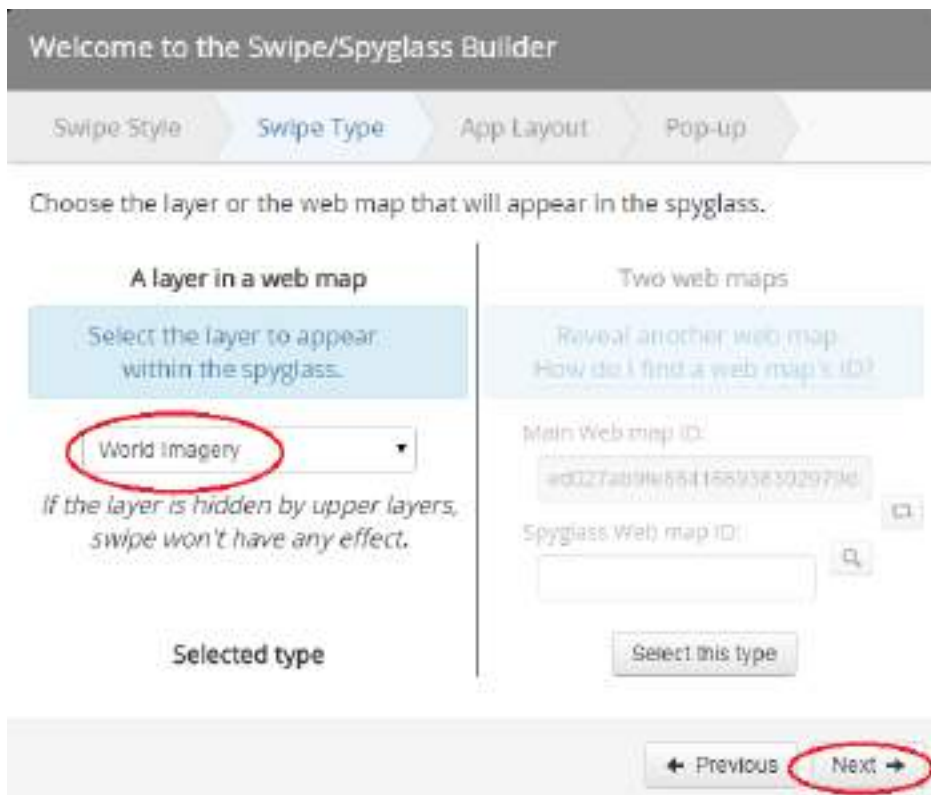 Welcome to the Swipe/Spyglass Builder
Swipe Style
Swipe Type
App Layout
Pop-up
Choose the layer or the web map that will appear in the spyglass.
A layer in a web map
Select the layer to appear
within the spyglass.
World Imagery
If the layer is hidden by upper layers,
swipe won't have any effect.
Selected type
Two web maps
Reveal another web map.
How do I find a web map's ID?
Main Web map ID:
Spyglass Web map ID:
Select this type
Previous
Next